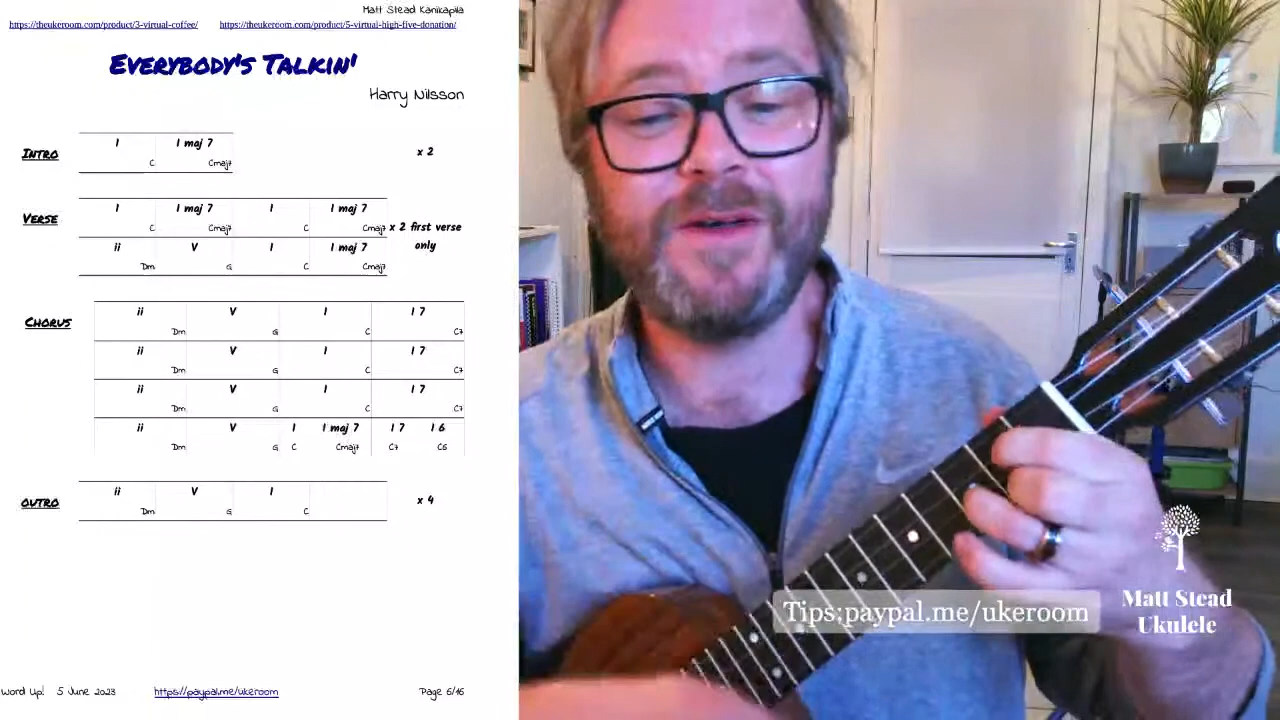 Matt Stead Kanikapila
https://theukeroom.com/product/3-virtual-coffee/ https://theukeroom.com/product/5-virtual-high-five-donation/
Everybody's Talkin'
Harry Nilsson
Intro
I I maj 7
C Cmaj7
x 2
Verse
I I maj 7 I I maj 7
C Cmaj7 C Cmaj7
x 2 first verse only
ii V I I maj 7
Dm G C Cmaj7
Chorus
ii V I I 7
Dm G C C7
ii V I I 7
Dm G C C7
ii V I I 7
Dm G C C7
ii V I I maj 7 I 7 I 6
Dm G C Cmaj7 C7 C6
Outro
ii V I
Dm G C
x 4
Word Up! 5 June 2023 https://paypal.me/ukeroom Page 6/16
Tips:paypal.me/ukeroom
Matt Stead
Ukulele